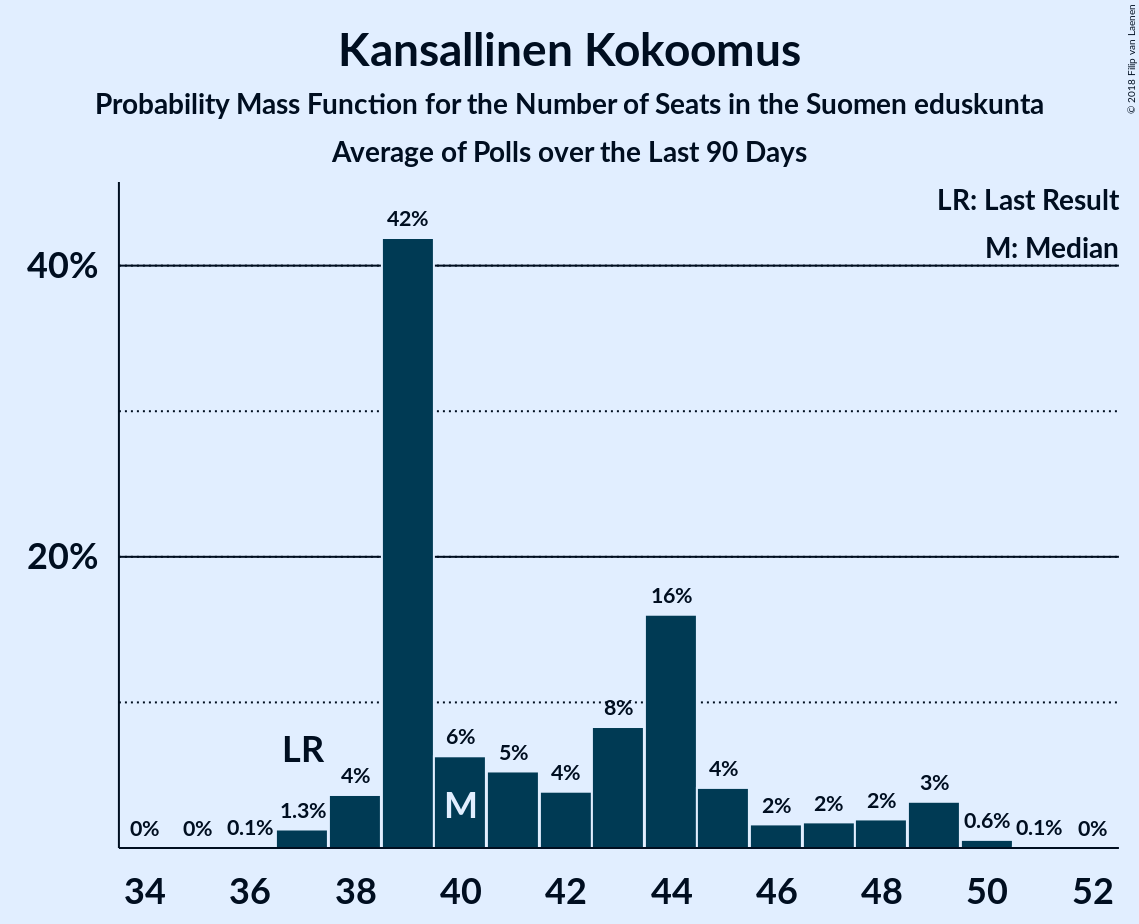 Kansallinen Kokoomus
Probability Mass Function for the Number of Seats in the Suomen eduskunta
Average of Polls over the Last 90 Days
© 2018 Filip van Laenen
LR: Last Result
M: Median
40%
20%
0%
0%
0.1%
1.3%
LR
4%
42%
6%
M
5%
4%
8%
16%
4%
2%
2%
2%
3%
0.6%
0.1%
0%
34 36 38 40 42 44 46 48 50 52